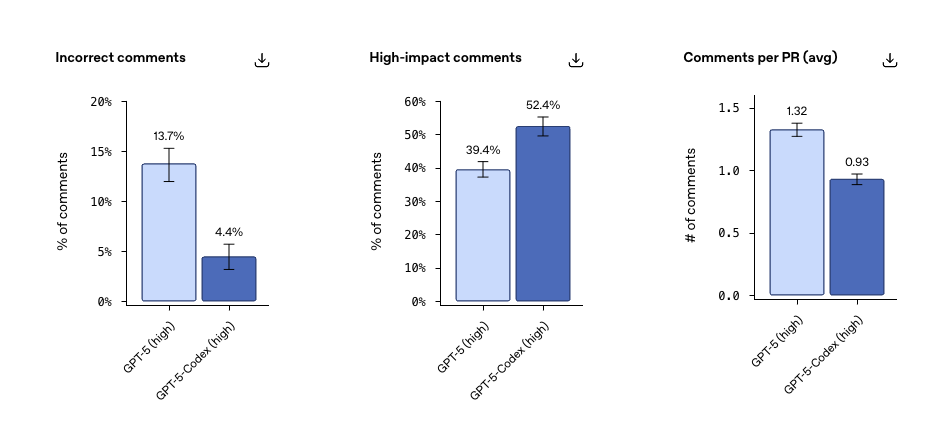 Incorrect comments
% of comments
20%
15%
10%
5%
0%
13.7%
4.4%
GPT-5 (high)
GPT-5-Codex (high)
High-impact comments
% of comments
60%
50%
40%
30%
20%
10%
0%
39.4%
52.4%
GPT-5 (high)
GPT-5-Codex (high)
Comments per PR (avg)
# of comments
1.5
1.0
0.5
0.0
1.32
0.93
GPT-5 (high)
GPT-5-Codex (high)